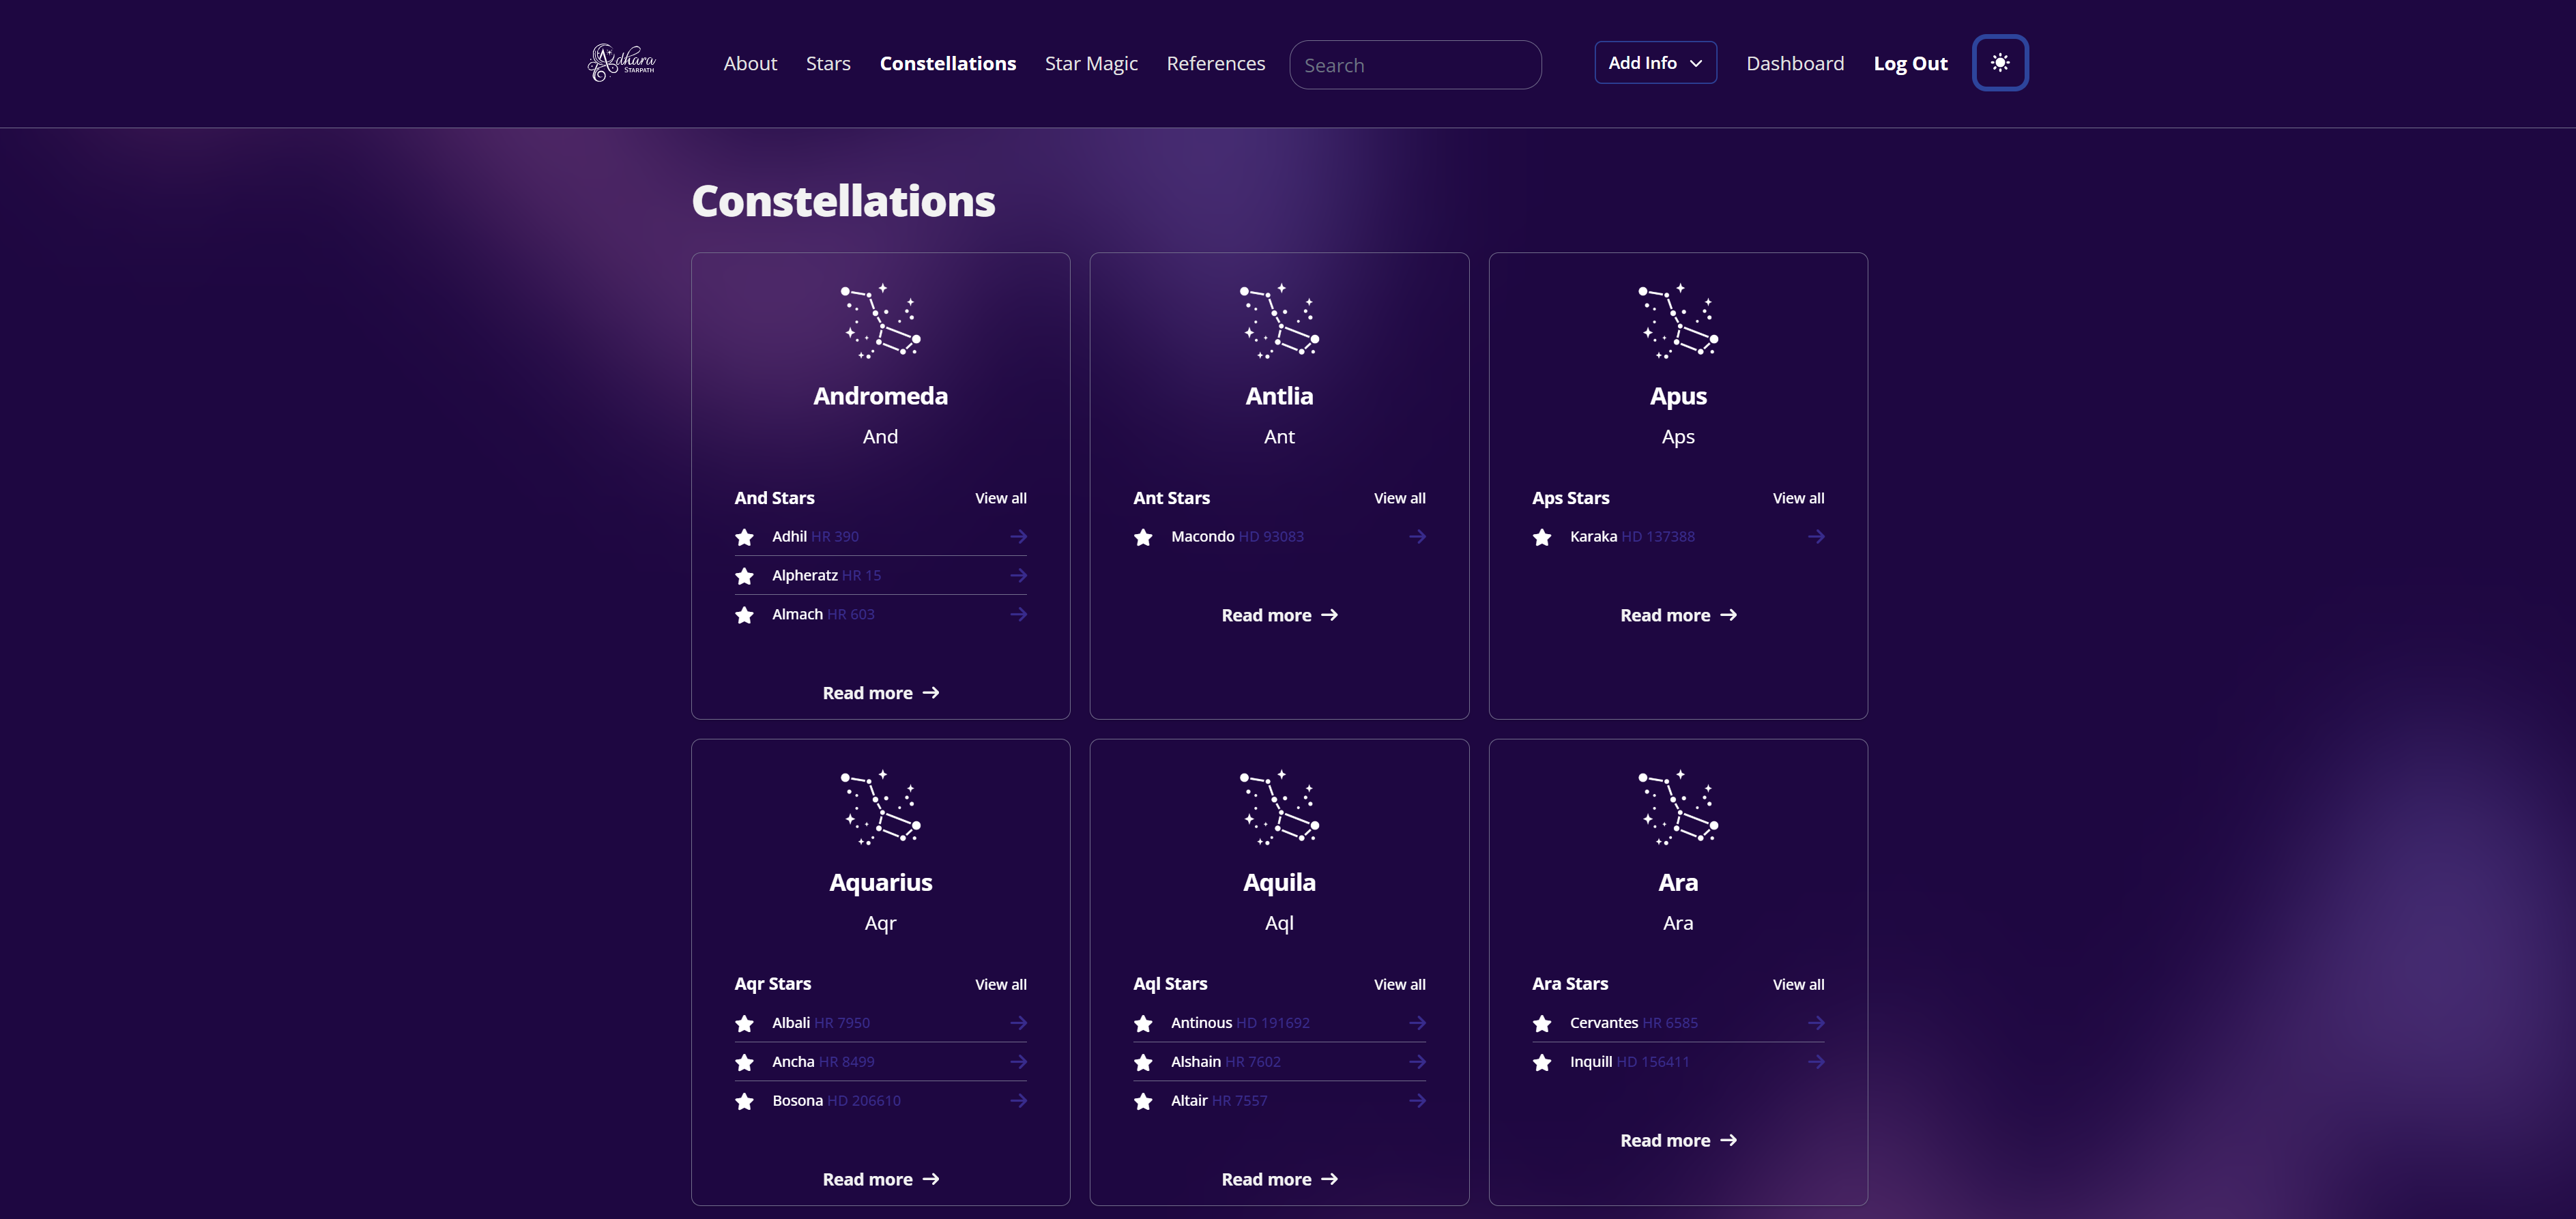 Adhara
STARPATH
About Stars Constellations Star Magic References Search Add Info Dashboard Log Out
Constellations
Andromeda
And
And Stars View all
Adhil HR 390
Alpheratz HR 15
Almach HR 603
Read more
Antlia
Ant
Ant Stars View all
Macondo HD 93083
Read more
Apus
Aps
Aps Stars View all
Karaka HD 137388
Read more
Aquarius
Aqr
Aqr Stars View all
Albali HR 7950
Ancha HR 8499
Bosona HD 206610
Read more
Aquila
Aql
Aql Stars View all
Antinous HD 191692
Alshain HR 7602
Altair HR 7557
Read more
Ara
Ara
Ara Stars View all
Cervantes HR 6585
Inquill HD 156411
Read more